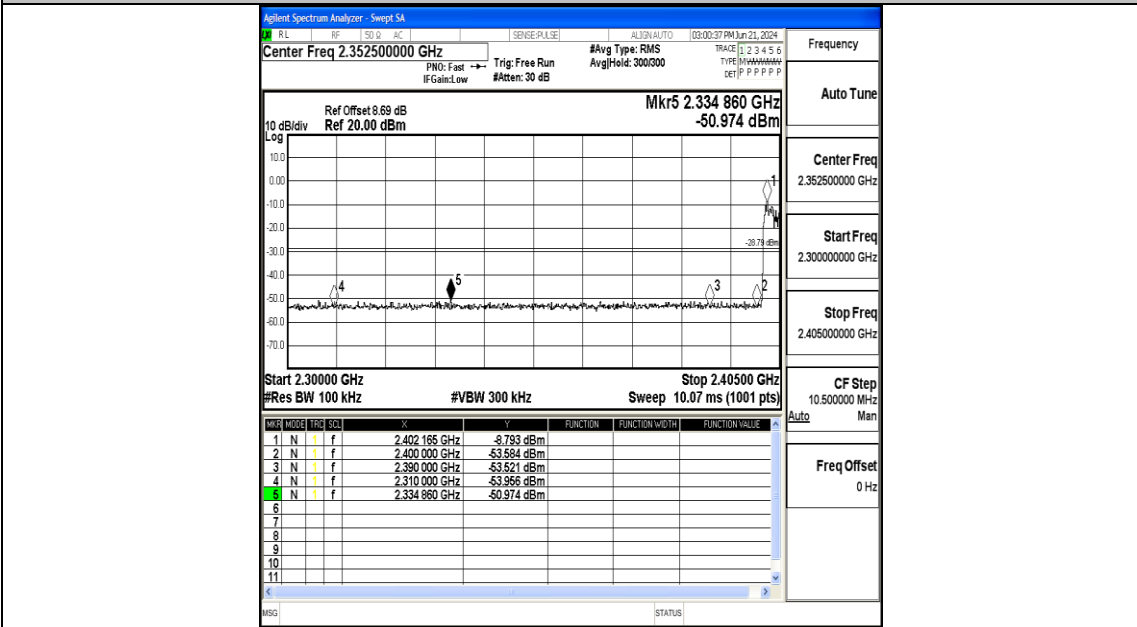 Agilent Spectrum Analyzer - Swept SA
RL RF 50 Ω AC SENSE:PULSE ALIGN AUTO 03:00:37 PM Jun 21, 2024
Center Freq 2.352500000 GHz
PNO: Fast
IFGain:Low
Trig: Free Run
#Atten: 30 dB
#Avg Type: RMS
Avg|Hold: 300/300
TRACE 1 2 3 4 5 6
TYPE
DET P P P P P P
Ref Offset 8.69 dB
10 dB/div Ref 20.00 dBm
Log
Mkr5 2.334 860 GHz
-50.974 dBm
10.0
0.00
-10.0
-20.0
-30.0
-40.0
-50.0
-60.0
-70.0
1
-28.79 dBm
4
5
3
2
Start 2.30000 GHz Stop 2.40500 GHz
#Res BW 100 kHz #VBW 300 kHz Sweep 10.07 ms (1001 pts)
MKR MODE TRC SCL X Y FUNCTION FUNCTION WIDTH FUNCTION VALUE
1 N 1 f 2.402 165 GHz -8.793 dBm
2 N 1 f 2.400 000 GHz -53.584 dBm
3 N 1 f 2.390 000 GHz -53.521 dBm
4 N 1 f 2.310 000 GHz -53.956 dBm
5 N 1 f 2.334 860 GHz -50.974 dBm
6
7
8
9
10
11
MSG STATUS
Frequency
Auto Tune
Center Freq
2.352500000 GHz
Start Freq
2.300000000 GHz
Stop Freq
2.405000000 GHz
CF Step
10.500000 MHz
Auto Man
Freq Offset
0 Hz